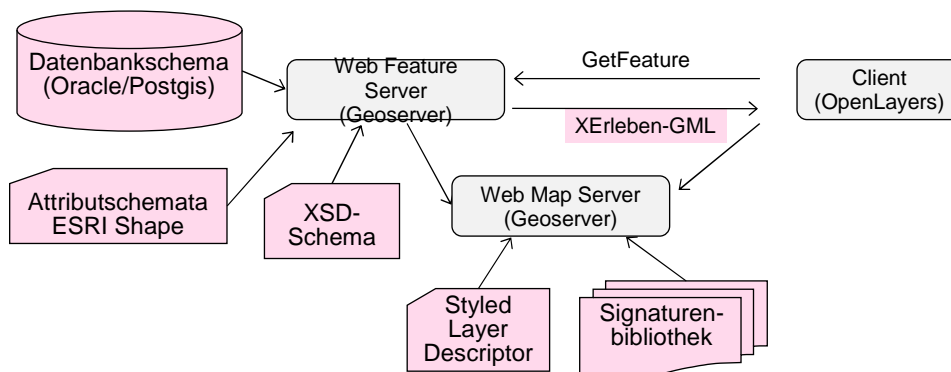 Datenbankschema
(Oracle/Postgis)
Web Feature
Server
(Geoserver)
GetFeature
XErleben-GML
Client
(OpenLayers)
Attributschemata
ESRI Shape
XSD-
Schema
Web Map Server
(Geoserver)
Styled
Layer
Descriptor
Signaturen-
bibliothek